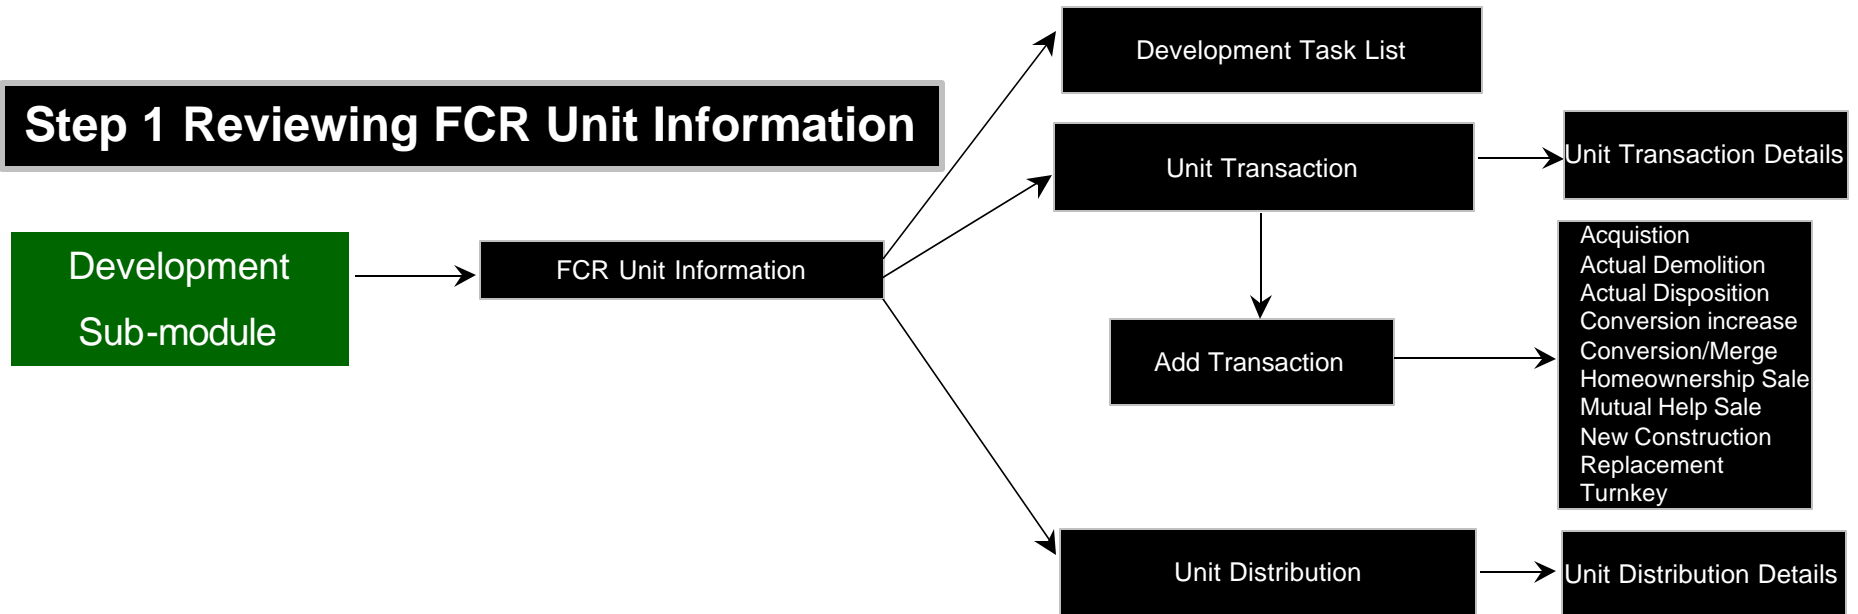 Step 1 Reviewing FCR Unit Information
Development
Sub-module
FCR Unit Information
Development Task List
Unit Transaction
Unit Transaction Details
Add Transaction
Acquistion
Actual Demolition
Actual Disposition
Conversion increase
Conversion/Merge
Homeownership Sale
Mutual Help Sale
New Construction
Replacement
Turnkey
Unit Distribution
Unit Distribution Details